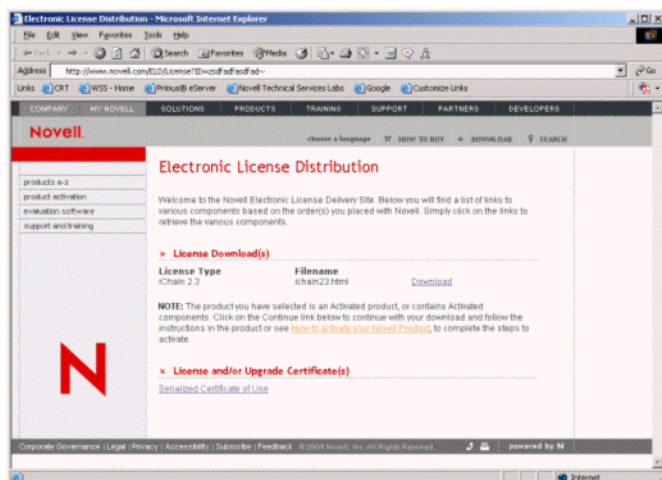 Electronic License Distribution - Microsoft Internet Explorer
File Edit View Favorites Tools Help
Back Search Favorites Media
Address http://www.novell.com/ELD/License?ID=zsdfadfasdfad~ Go
Links CRT WSS - Home Primus® eServer Novell Technical Services Labs Google Customize Links
COMPANY MY NOVELL SOLUTIONS PRODUCTS TRAINING SUPPORT PARTNERS DEVELOPERS
Novell.
choose a language HOW TO BUY DOWNLOAD SEARCH
products a-z
product activation
evaluation software
support and training
Electronic License Distribution
Welcome to the Novell Electronic License Delivery Site. Below you will find a list of links to
various components based on the order(s) you placed with Novell. Simply click on the links to
retrieve the various components.
License Download(s)
License Type Filename
iChain 2.3 ichain23.html Download
NOTE: The product you have selected is an Activated product, or contains Activated
components. Click on the Continue link below to continue with your download and follow the
instructions in the product or see How to activate your Novell Product, to complete the steps to
activate.
License and/or Upgrade Certificate(s)
Serialized Certificate of Use
N
Corporate Governance | Legal | Privacy | Accessibility | Subscribe | Feedback © 2004 Novell, Inc. All Rights Reserved. powered by N
Internet